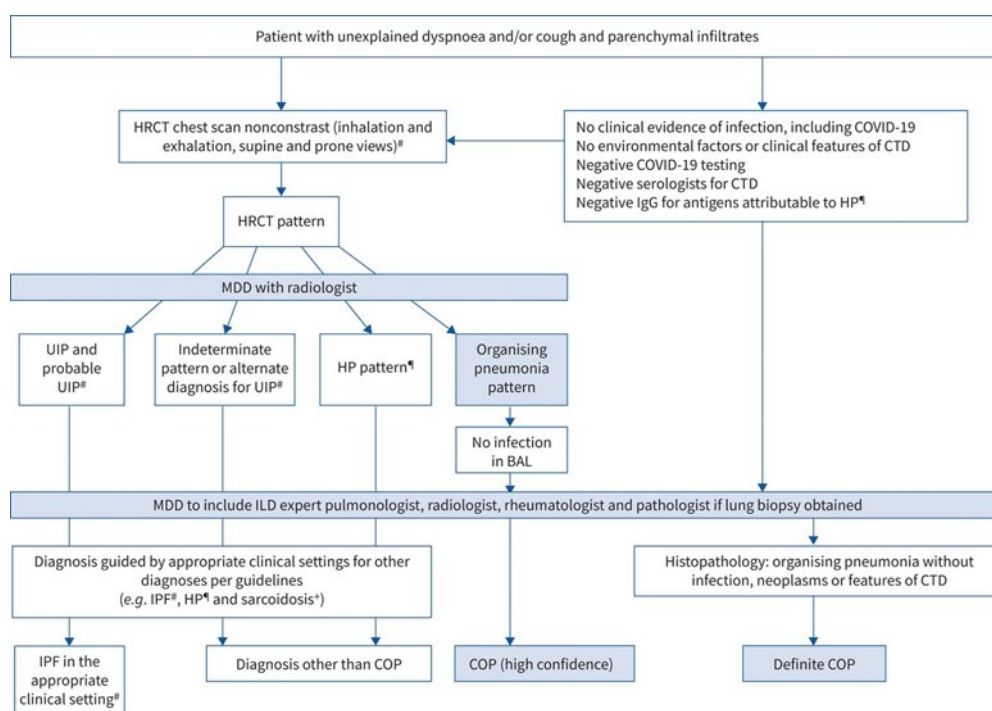 Patient with unexplained dyspnoea and/or cough and parenchymal infiltrates
HRCT chest scan nonconstrast (inhalation and
exhalation, supine and prone views)#
No clinical evidence of infection, including COVID-19
No environmental factors or clinical features of CTD
Negative COVID-19 testing
Negative serologists for CTD
Negative IgG for antigens attributable to HP¶
HRCT pattern
MDD with radiologist
UIP and
probable
UIP#
Indeterminate
pattern or alternate
diagnosis for UIP#
HP pattern¶
Organising
pneumonia
pattern
No infection
in BAL
MDD to include ILD expert pulmonologist, radiologist, rheumatologist and pathologist if lung biopsy obtained
Diagnosis guided by appropriate clinical settings for other
diagnoses per guidelines
(e.g. IPF#, HP¶ and sarcoidosis+)
Histopathology: organising pneumonia without
infection, neoplasms or features of CTD
IPF in the
appropriate
clinical setting#
Diagnosis other than COP
COP (high confidence)
Definite COP